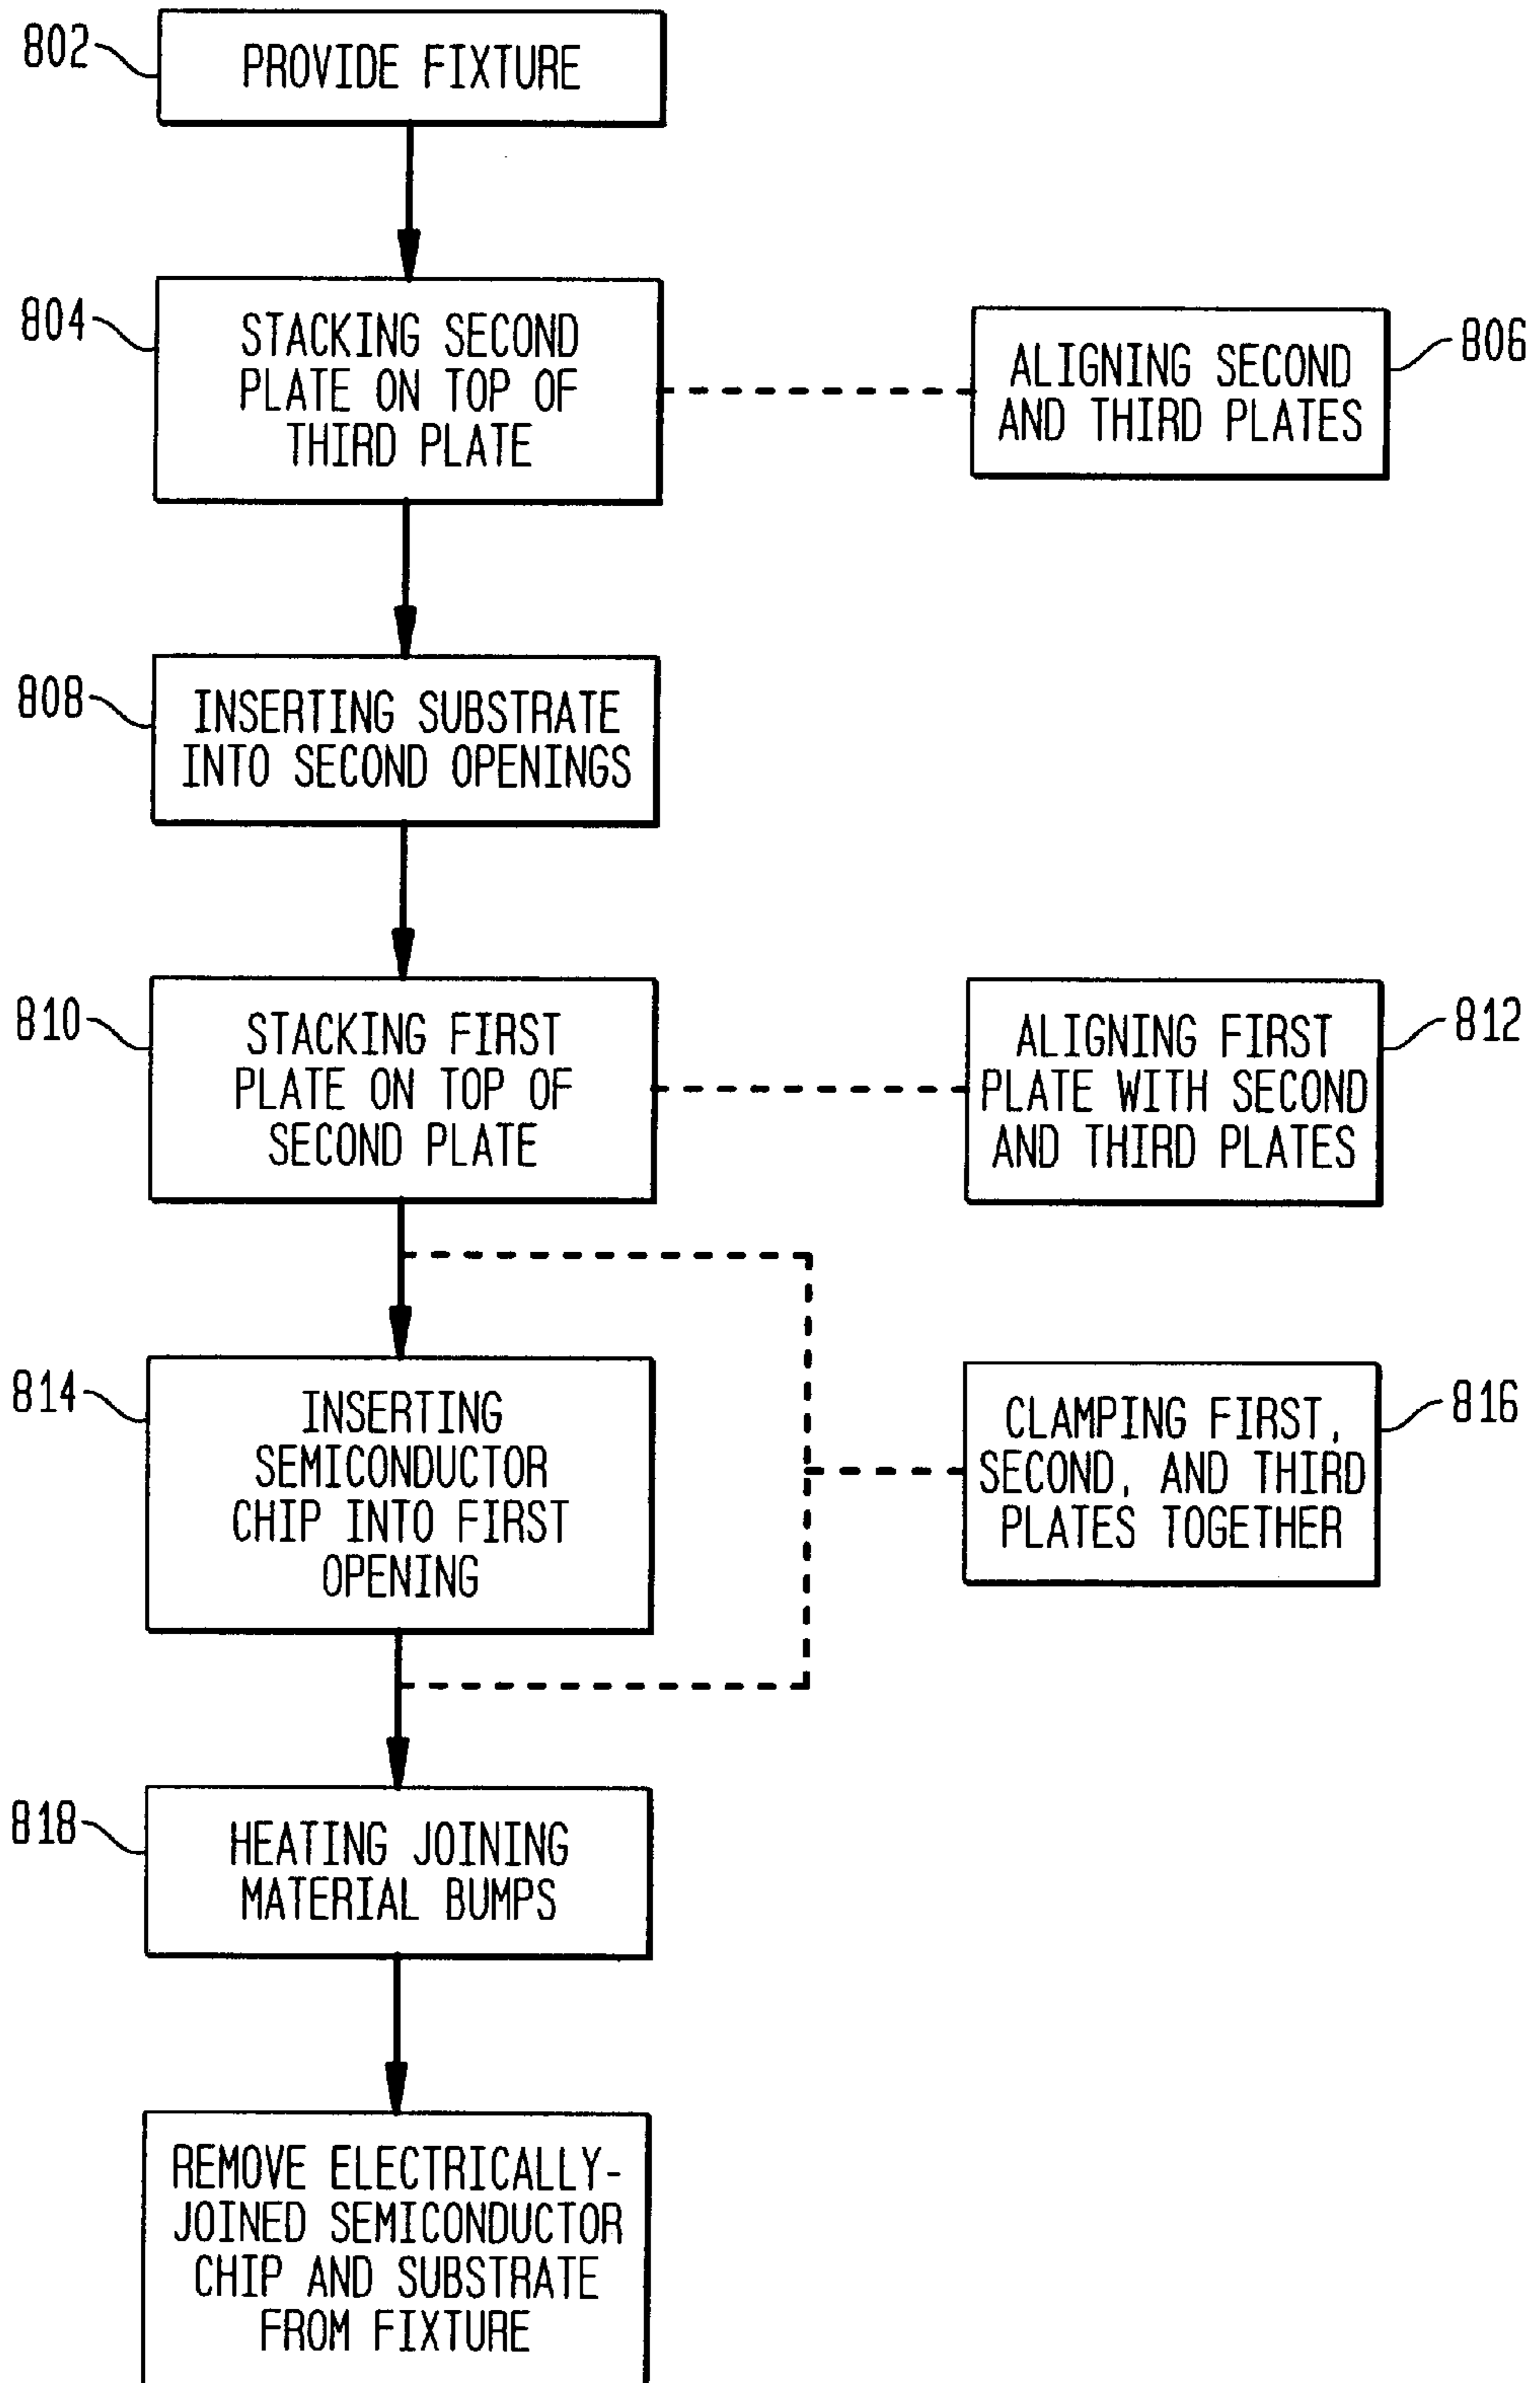 802
PROVIDE FIXTURE
804
STACKING SECOND
PLATE ON TOP OF
THIRD PLATE
806
ALIGNING SECOND
AND THIRD PLATES
808
INSERTING SUBSTRATE
INTO SECOND OPENINGS
810
STACKING FIRST
PLATE ON TOP OF
SECOND PLATE
812
ALIGNING FIRST
PLATE WITH SECOND
AND THIRD PLATES
814
INSERTING
SEMICONDUCTOR
CHIP INTO FIRST
OPENING
816
CLAMPING FIRST,
SECOND, AND THIRD
PLATES TOGETHER
818
HEATING JOINING
MATERIAL BUMPS
REMOVE ELECTRICALLY-
JOINED SEMICONDUCTOR
CHIP AND SUBSTRATE
FROM FIXTURE